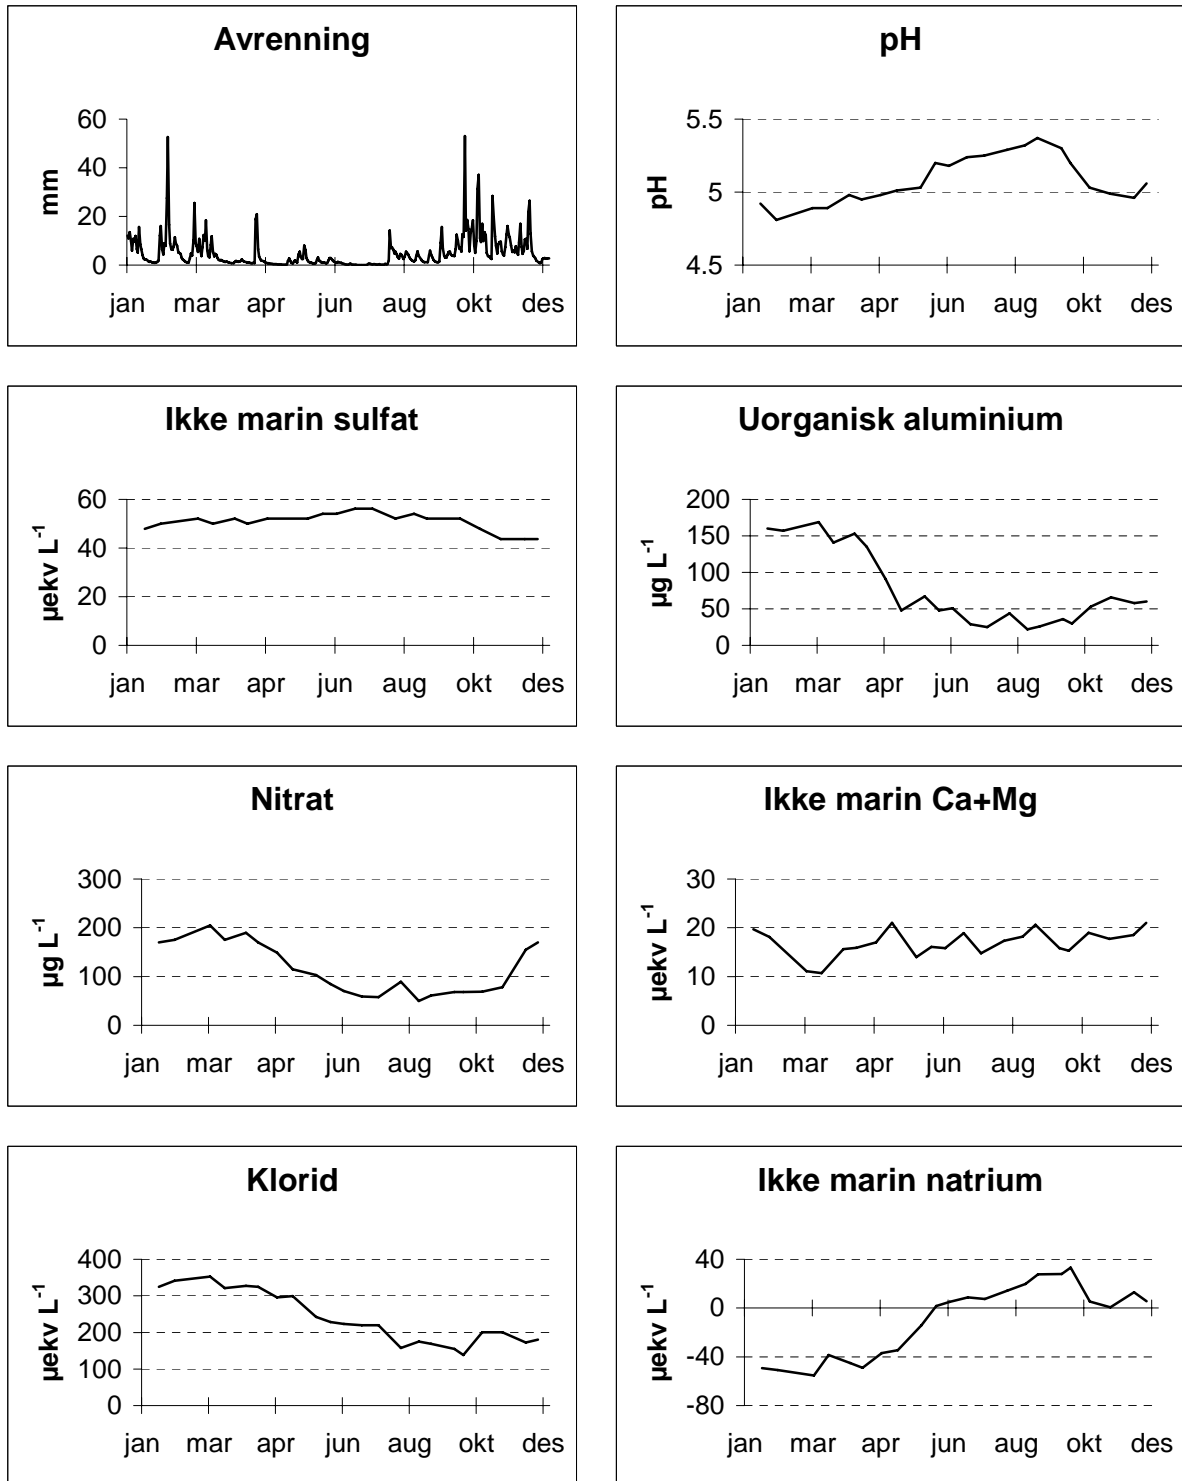 Avrenning
60
40
20
0
mm
jan mar apr jun aug okt des
pH
5.5
5
4.5
pH
jan mar apr jun aug okt des
Ikke marin sulfat
60
40
20
0
µekv L⁻¹
jan mar apr jun aug okt des
Uorganisk aluminium
200
150
100
50
0
µg L⁻¹
jan mar apr jun aug okt des
Nitrat
300
200
100
0
µg L⁻¹
jan mar apr jun aug okt des
Ikke marin Ca+Mg
30
20
10
0
µekv L⁻¹
jan mar apr jun aug okt des
Klorid
400
300
200
100
0
µekv L⁻¹
jan mar apr jun aug okt des
Ikke marin natrium
40
0
-40
-80
µekv L⁻¹
jan mar apr jun aug okt des